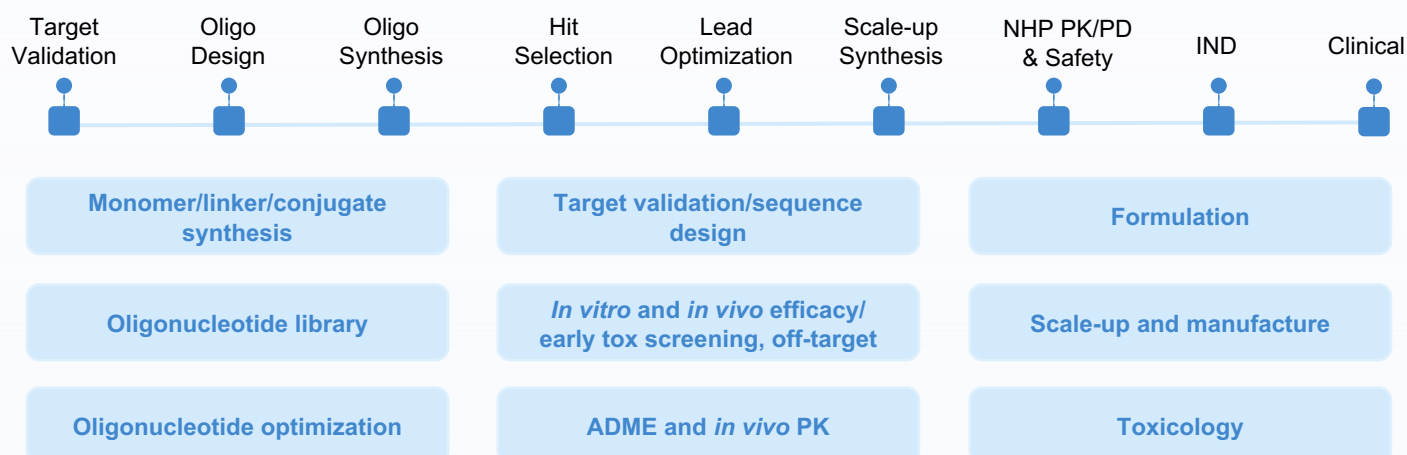 Target
Validation
Oligo
Design
Oligo
Synthesis
Hit
Selection
Lead
Optimization
Scale-up
Synthesis
NHP PK/PD
& Safety
IND
Clinical
Monomer/linker/conjugate
synthesis
Target validation/sequence
design
Formulation
Oligonucleotide library
In vitro and in vivo efficacy/
early tox screening, off-target
Scale-up and manufacture
Oligonucleotide optimization
ADME and in vivo PK
Toxicology